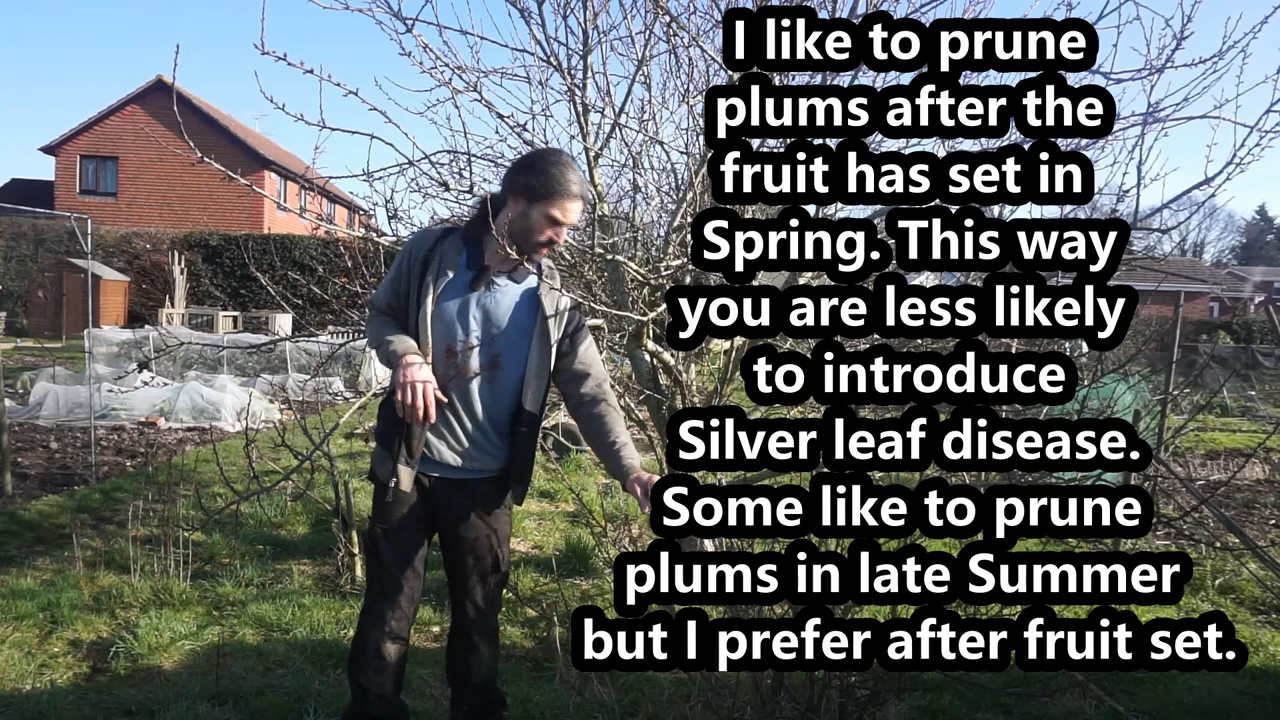 I like to prune
plums after the
fruit has set in
Spring. This way
you are less likely
to introduce
Silver leaf disease.
Some like to prune
plums in late Summer
but I prefer after fruit set.